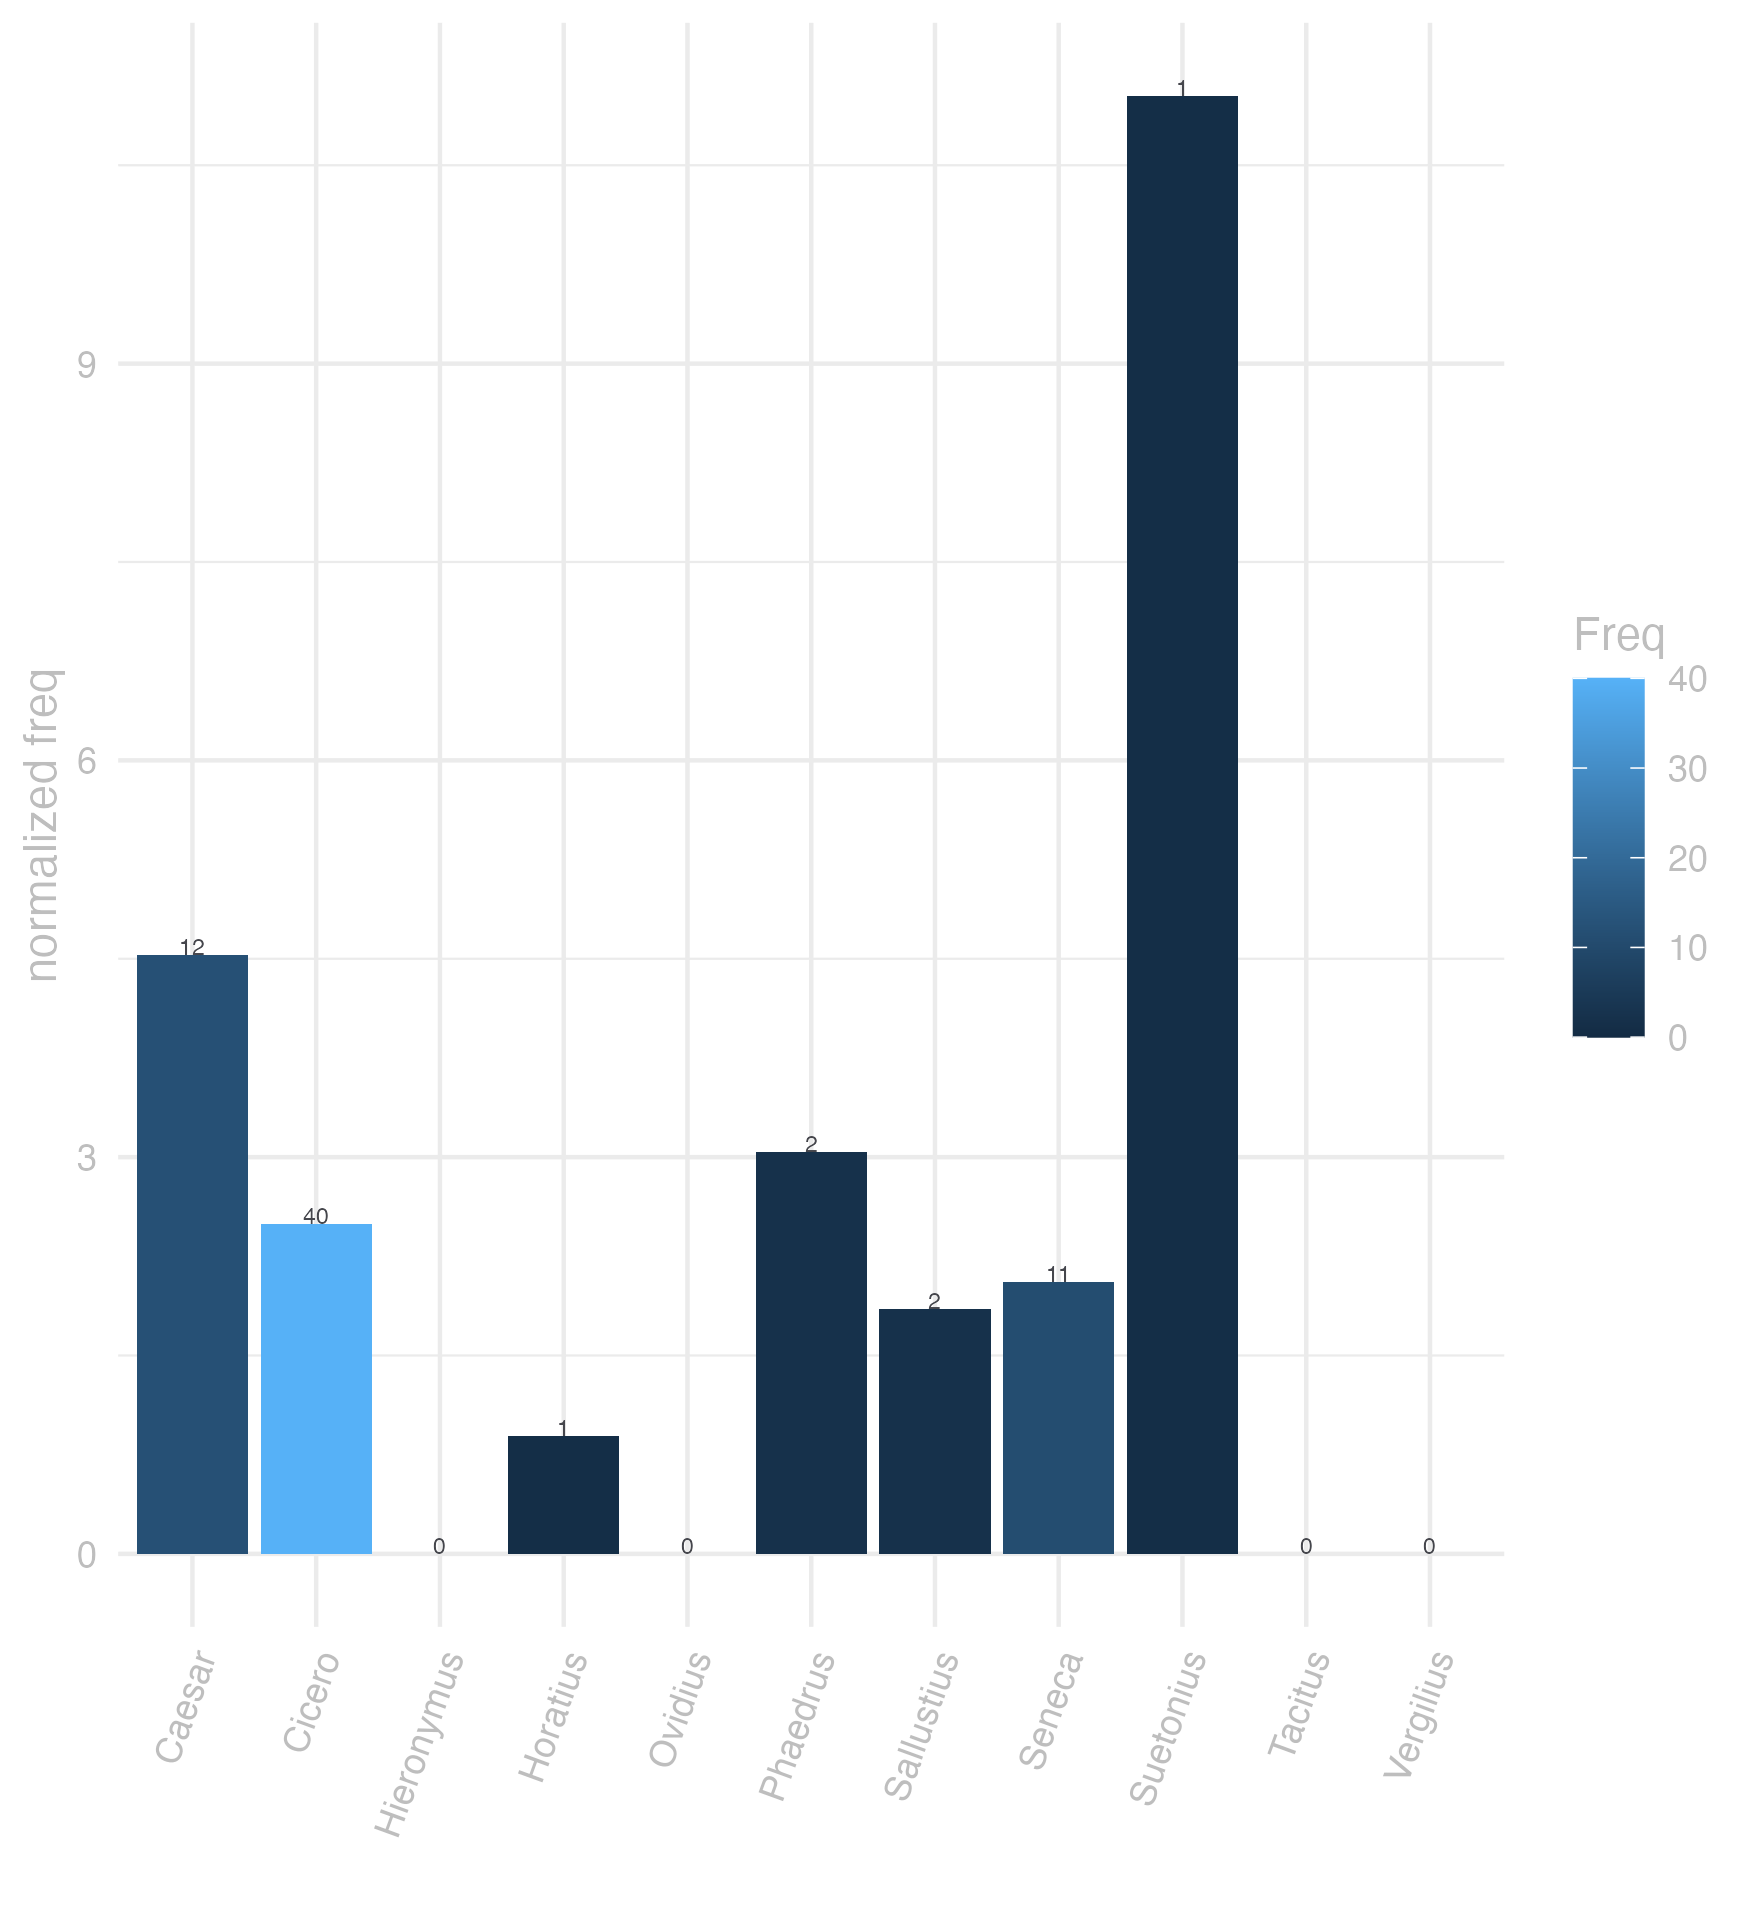 normalized freq
9
6
3
0
12
40
0
1
0
2
2
11
1
0
0
Caesar
Cicero
Hieronymus
Horatius
Ovidius
Phaedrus
Sallustius
Seneca
Suetonius
Tacitus
Vergilius
Freq
40
30
20
10
0